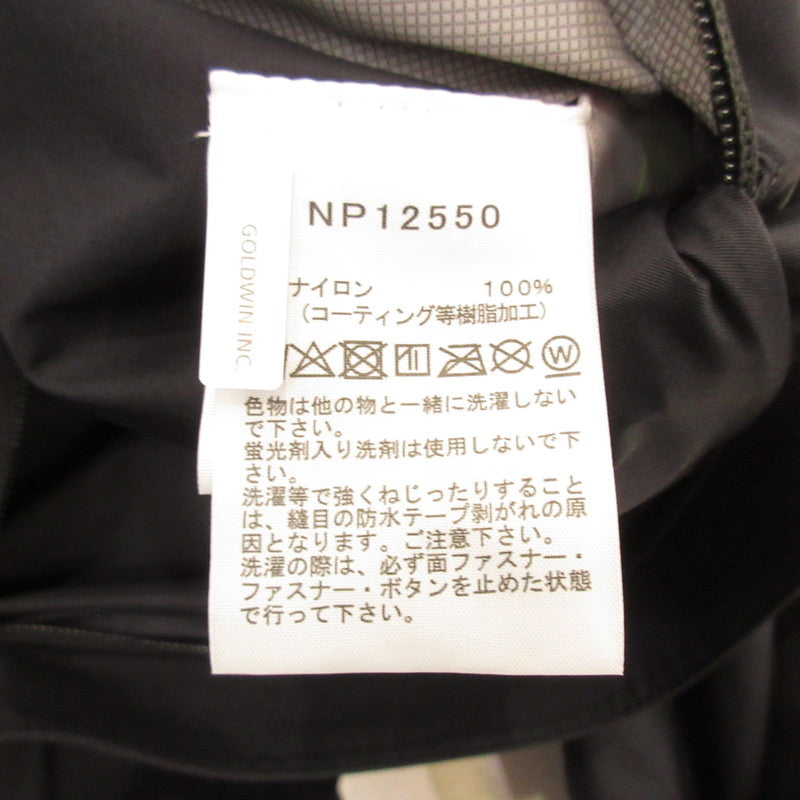 NP12550
GOLDWIN INC.
ナイロン 100%
(コーティング等樹脂加工)
W
色物は他の物と一緒に洗濯しない
で下さい。
蛍光剤入り洗剤は使用しないで下
さい。
洗濯等で強くねじったりすること
は、縫目の防水テープ剥がれの原
因となります。ご注意下さい。
洗濯の際は、必ず面ファスナー・
ファスナー・ボタンを止めた状態
で行って下さい。